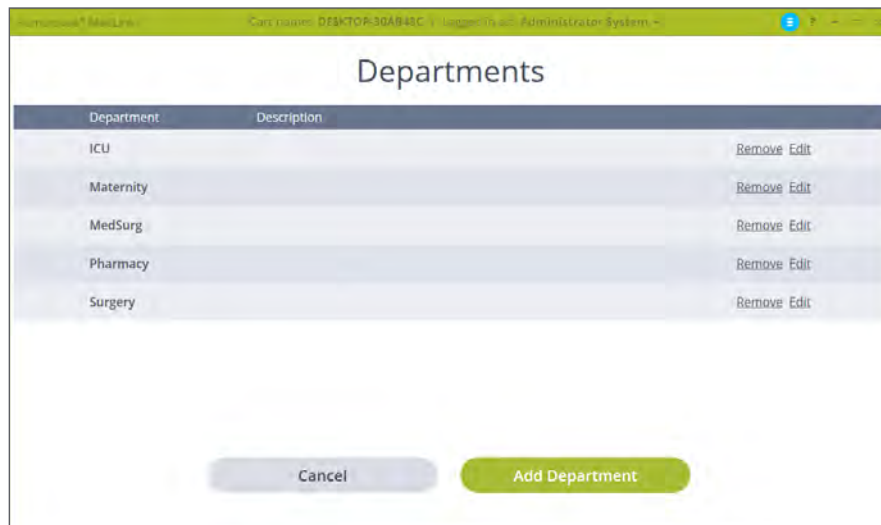 Cart name: DESKTOP-30AB48C Logged in as: Administrator System
?
Departments
Department Description
ICU Remove Edit
Maternity Remove Edit
MedSurg Remove Edit
Pharmacy Remove Edit
Surgery Remove Edit
Cancel Add Department